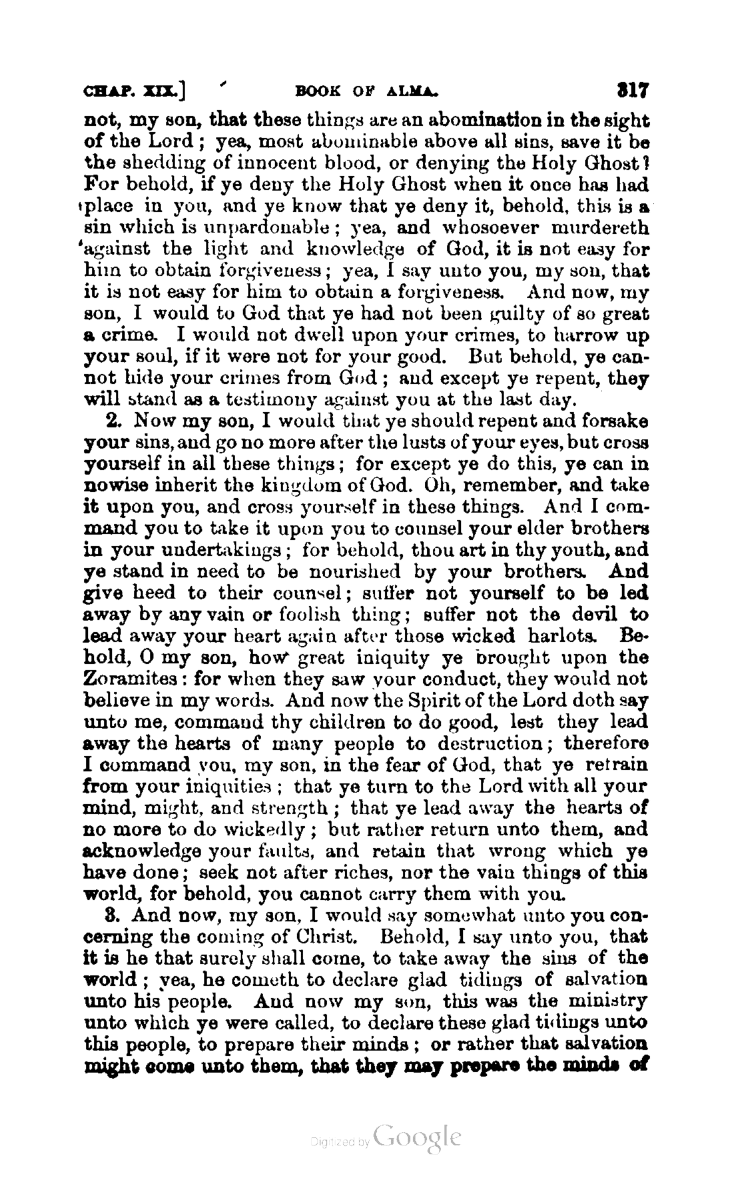 CHAP. XIX.] BOOK OF ALMA. 317
not, my son, that these things are an abomination in the sight
of the Lord; yea, most abominable above all sins, save it be
the shedding of innocent blood, or denying the Holy Ghost?
For behold, if ye deny the Holy Ghost when it once has had
place in you, and ye know that ye deny it, behold, this is a
sin which is unpardonable; yea, and whosoever murdereth
against the light and knowledge of God, it is not easy for
him to obtain forgiveness; yea, I say unto you, my son, that
it is not easy for him to obtain a forgiveness. And now, my
son, I would to God that ye had not been guilty of so great
a crime. I would not dwell upon your crimes, to harrow up
your soul, if it were not for your good. But behold, ye can-
not hide your crimes from God; and except ye repent, they
will stand as a testimony against you at the last day.
2. Now my son, I would that ye should repent and forsake
your sins, and go no more after the lusts of your eyes, but cross
yourself in all these things; for except ye do this, ye can in
nowise inherit the kingdom of God. Oh, remember, and take
it upon you, and cross yourself in these things. And I com-
mand you to take it upon you to counsel your elder brothers
in your undertakings; for behold, thou art in thy youth, and
ye stand in need to be nourished by your brothers. And
give heed to their counsel; suffer not yourself to be led
away by any vain or foolish thing; suffer not the devil to
lead away your heart again after those wicked harlots. Be-
hold, O my son, how great iniquity ye brought upon the
Zoramites: for when they saw your conduct, they would not
believe in my words. And now the Spirit of the Lord doth say
unto me, command thy children to do good, lest they lead
away the hearts of many people to destruction; therefore
I command you, my son, in the fear of God, that ye refrain
from your iniquities; that ye turn to the Lord with all your
mind, might, and strength; that ye lead away the hearts of
no more to do wickedly; but rather return unto them, and
acknowledge your faults, and retain that wrong which ye
have done; seek not after riches, nor the vain things of this
world, for behold, you cannot carry them with you.
3. And now, my son, I would say somewhat unto you con-
cerning the coming of Christ. Behold, I say unto you, that
it is he that surely shall come, to take away the sins of the
world; yea, he cometh to declare glad tidings of salvation
unto his people. And now my son, this was the ministry
unto which ye were called, to declare these glad tidings unto
this people, to prepare their minds; or rather that salvation
might come unto them, that they may prepare the minds of
Digitized by Google